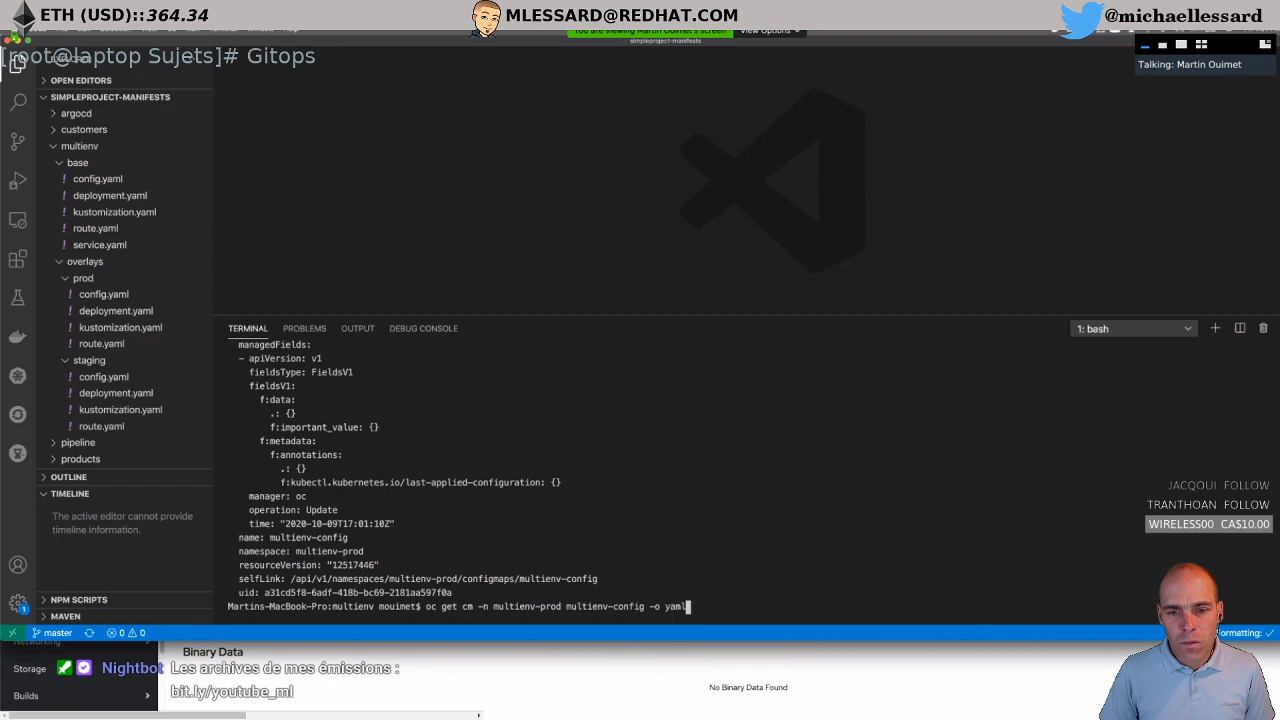 ETH (USD)::364.34
MLESSARD@REDHAT.COM
@michaellessard
You are viewing Martin Ouimet's screen
View Options
simpleproject-manifests
[root@laptop Sujets]# Gitops
Talking: Martin Ouimet
OPEN EDITORS
SIMPLEPROJECT-MANIFESTS
argocd
customers
multienv
base
config.yaml
deployment.yaml
kustomization.yaml
route.yaml
service.yaml
overlays
prod
config.yaml
deployment.yaml
kustomization.yaml
route.yaml
staging
config.yaml
deployment.yaml
kustomization.yaml
route.yaml
pipeline
products
OUTLINE
TIMELINE
The active editor cannot provide
timeline information.
NPM SCRIPTS
MAVEN
TERMINAL PROBLEMS OUTPUT DEBUG CONSOLE
1: bash
managedFields:
- apiVersion: v1
fieldsType: FieldsV1
fieldsV1:
f:data:
.: {}
f:important_value: {}
f:metadata:
f:annotations:
.: {}
f:kubectl.kubernetes.io/last-applied-configuration: {}
manager: oc
operation: Update
time: "2020-10-09T17:01:10Z"
name: multienv-config
namespace: multienv-prod
resourceVersion: "12517446"
selfLink: /api/v1/namespaces/multienv-prod/configmaps/multienv-config
uid: a31cd5f8-6adf-418b-bc69-2181aa597f0a
Martins-MacBook-Pro:multienv mouimet$ oc get cm -n multienv-prod multienv-config -o yaml
JACQOUI FOLLOW
TRANTHOAN FOLLOW
WIRELESS00 CA$10.00
1
master
0 0
Formatting: ✓
Binary Data
Storage
Nightbot
Les archives de mes émissions :
bit.ly/youtube_ml
Builds
No Binary Data Found